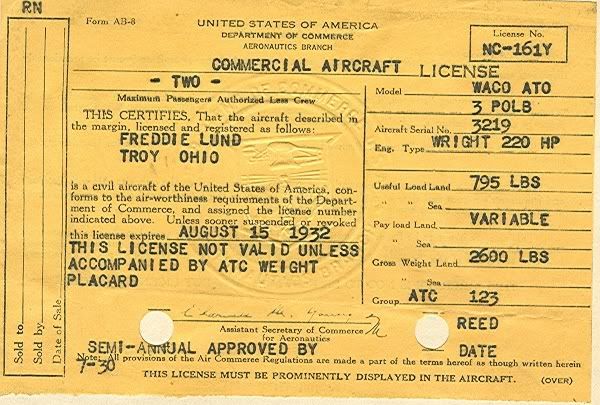 RN
Form AB-8
UNITED STATES OF AMERICA
DEPARTMENT OF COMMERCE
AERONAUTICS BRANCH
License No.
NC-161Y
COMMERCIAL AIRCRAFT LICENSE
- TWO -
Maximum Passengers Authorized Less Crew
THIS CERTIFIES, That the aircraft described in
the margin, licensed and registered as follows:
FREDDIE LUND
TROY OHIO
is a civil aircraft of the United States of America, con-
forms to the air-worthiness requirements of the Depart-
ment of Commerce, and assigned the license number
indicated above. Unless sooner suspended or revoked
this license expires AUGUST 15 1932
THIS LICENSE NOT VALID UNLESS
ACCOMPANIED BY ATC WEIGHT
PLACARD
Model WACO ATO
3 POLB
Aircraft Serial No. 3219
Eng. Type WRIGHT 220 HP
Useful Load Land 795 LBS
" " Sea
Pay load Land VARIABLE
" Sea
Gross Weight Land 2600 LBS
" " Sea
Group ATC 123
Assistant Secretary of Commerce
for Aeronautics
REED
SEMI-ANNUAL APPROVED BY
DATE
Note: All provisions of the Air Commerce Regulations are made a part of the terms hereof as though written herein
7-30
THIS LICENSE MUST BE PROMINENTLY DISPLAYED IN THE AIRCRAFT. (OVER)
Sold to
Sold by
Date of Sale